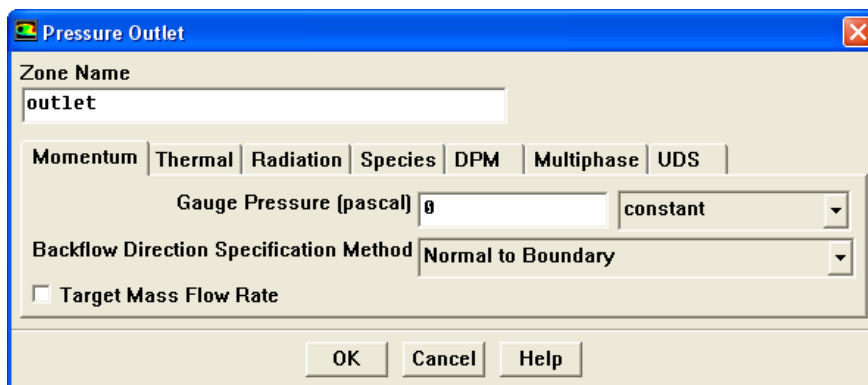 Pressure Outlet
Zone Name
outlet
Momentum Thermal Radiation Species DPM Multiphase UDS
Gauge Pressure (pascal) 0 constant
Backflow Direction Specification Method Normal to Boundary
Target Mass Flow Rate
OK Cancel Help